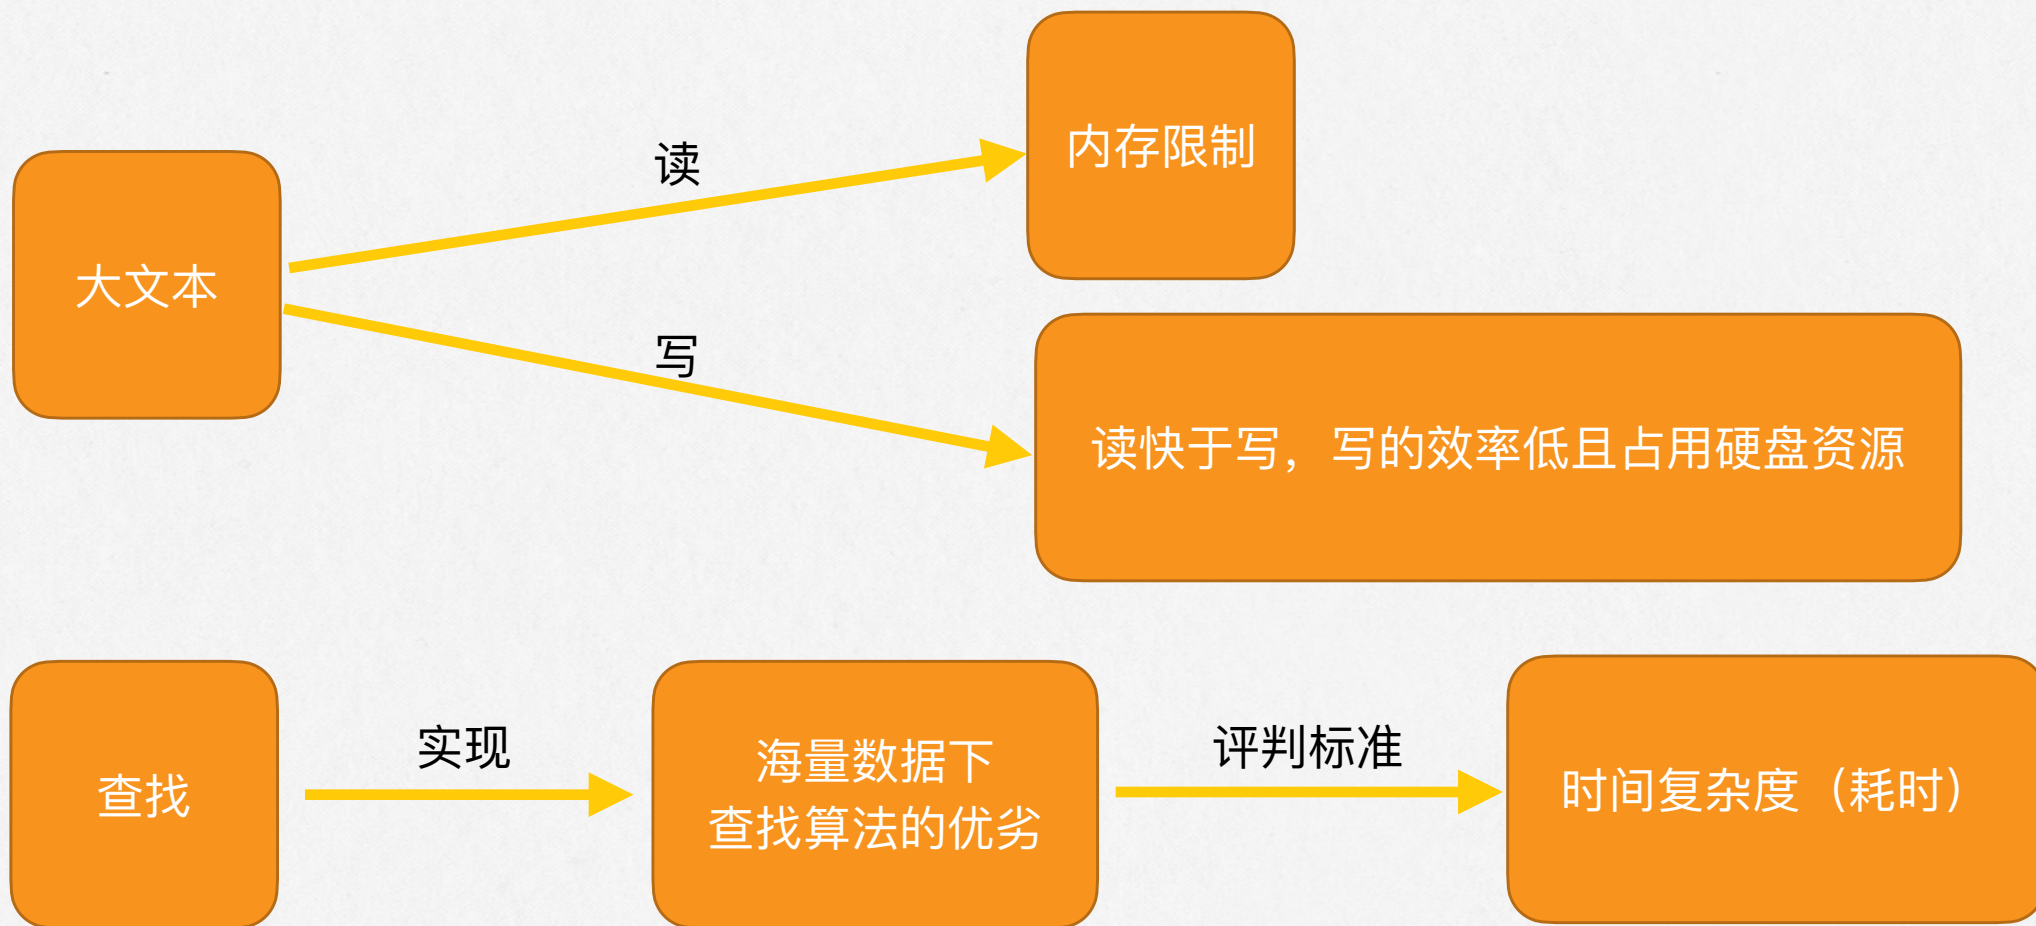 内存限制
读
大文本
写
读快于写，写的效率低且占用硬盘资源
查找
实现
海量数据下
查找算法的优劣
评判标准
时间复杂度（耗时）